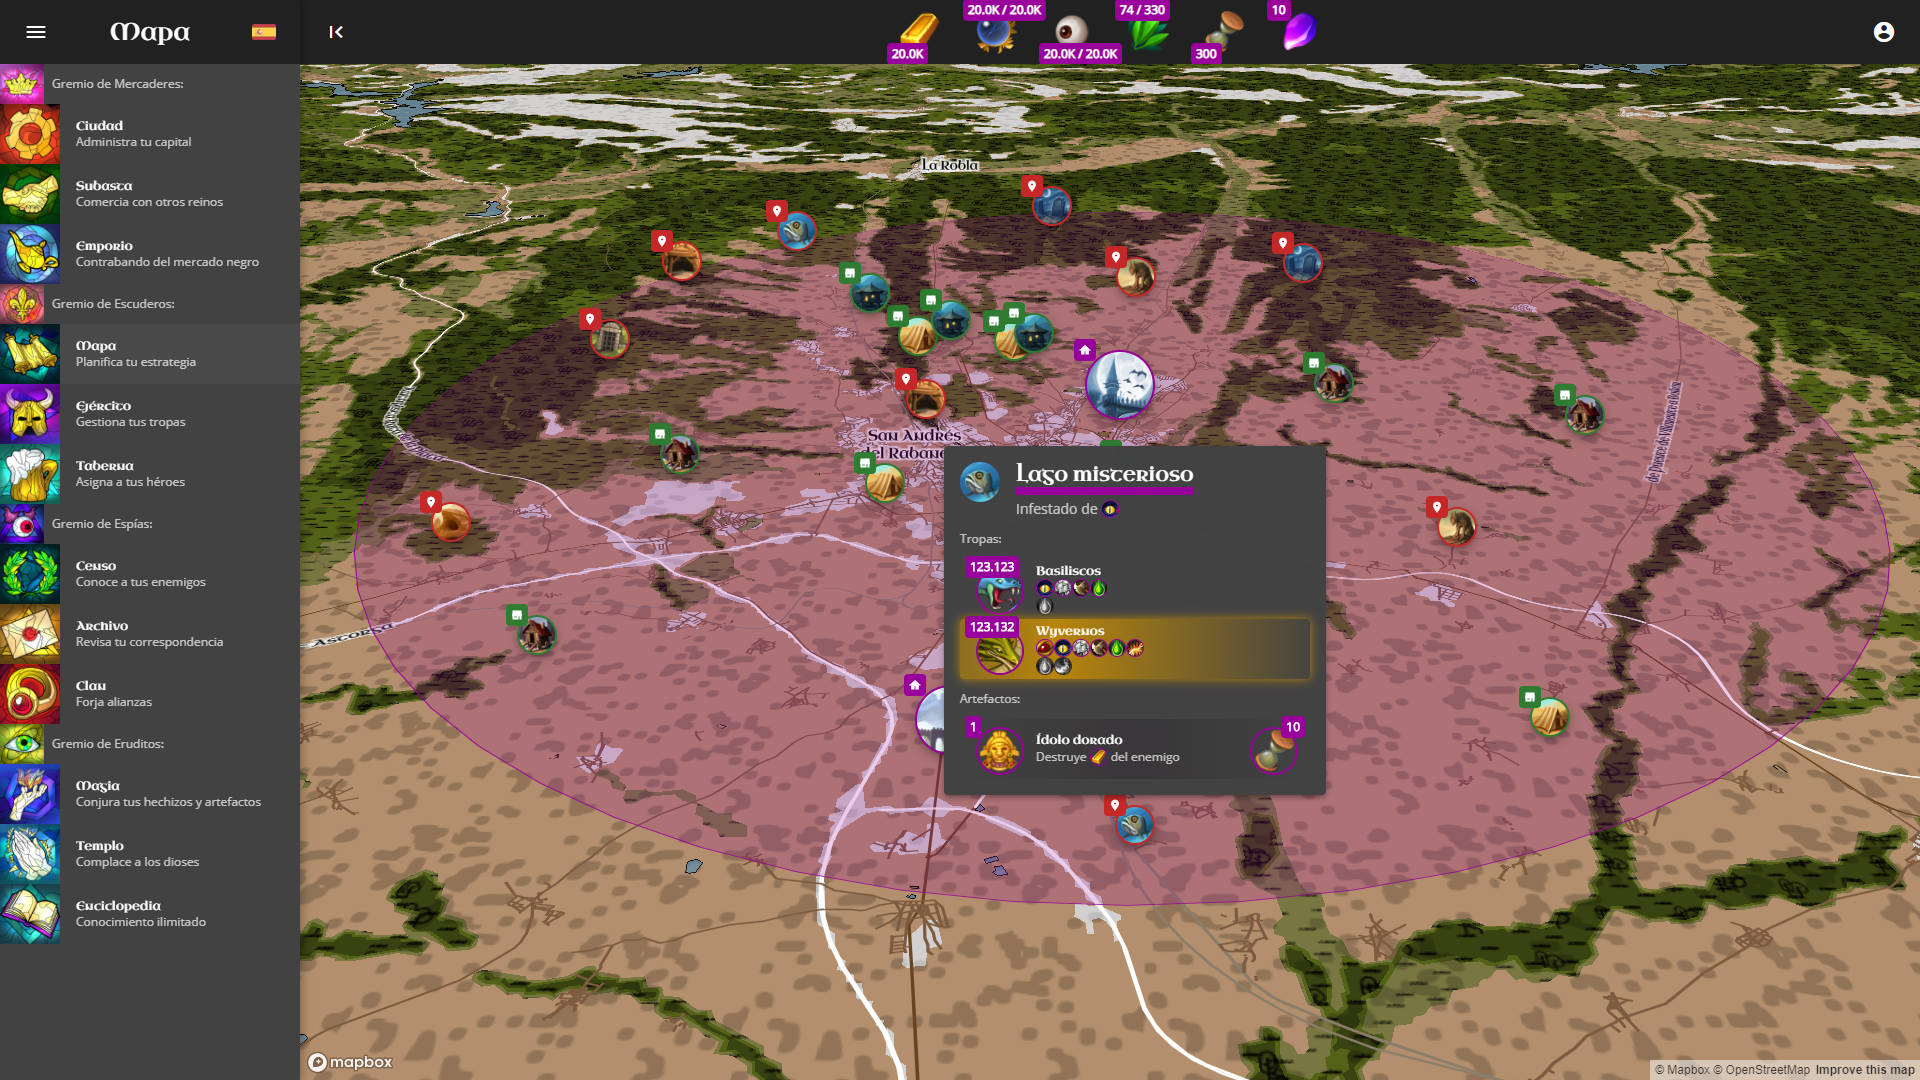 Mapa
20.0K
20.0K / 20.0K
20.0K / 20.0K
74 / 330
300
10
Gremio de Mercaderes:
Ciudad
Administra tu capital
Subasta
Comercia con otros reinos
Emporio
Contrabando del mercado negro
Gremio de Escuderos:
Mapa
Planifica tu estrategia
Ejército
Gestiona tus tropas
Taberna
Asigna a tus héroes
Gremio de Espías:
Censo
Conoce a tus enemigos
Archivo
Revisa tu correspondencia
Clan
Forja alianzas
Gremio de Eruditos:
Magia
Conjura tus hechizos y artefactos
Templo
Complace a los dioses
Enciclopedia
Conocimiento ilimitado
La Robla
San Andrés
del Rabane
Astorga
Lago misterioso
Infestado de
Tropas:
123.123
Basiliscos
123.132
Wyvernos
Artefactos:
1
Ídolo dorado
Destruye del enemigo
10
mapbox
© Mapbox © OpenStreetMap Improve this map